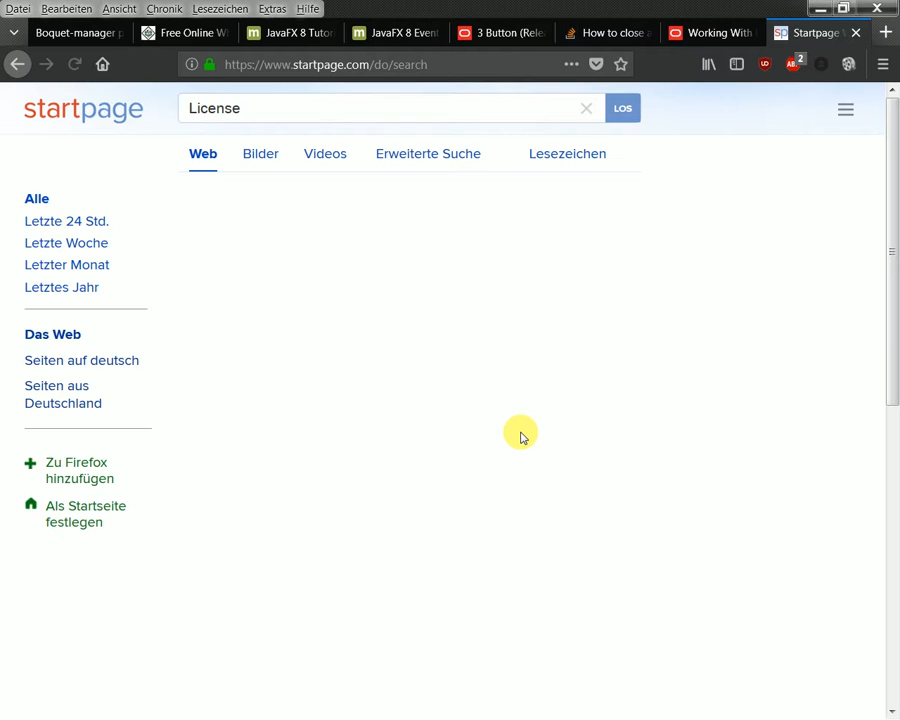 Datei Bearbeiten Ansicht Chronik Lesezeichen Extras Hilfe
Boquet-manager p Free Online W JavaFX 8 Tuto JavaFX 8 Even 3 Button (Rele How to close a Working With Startpage
https://www.startpage.com/do/search 2
startpage License LOS
Web Bilder Videos Erweiterte Suche Lesezeichen
Alle
Letzte 24 Std.
Letzte Woche
Letzter Monat
Letztes Jahr
Das Web
Seiten auf deutsch
Seiten aus
Deutschland
Zu Firefox
hinzufügen
Als Startseite
festlegen